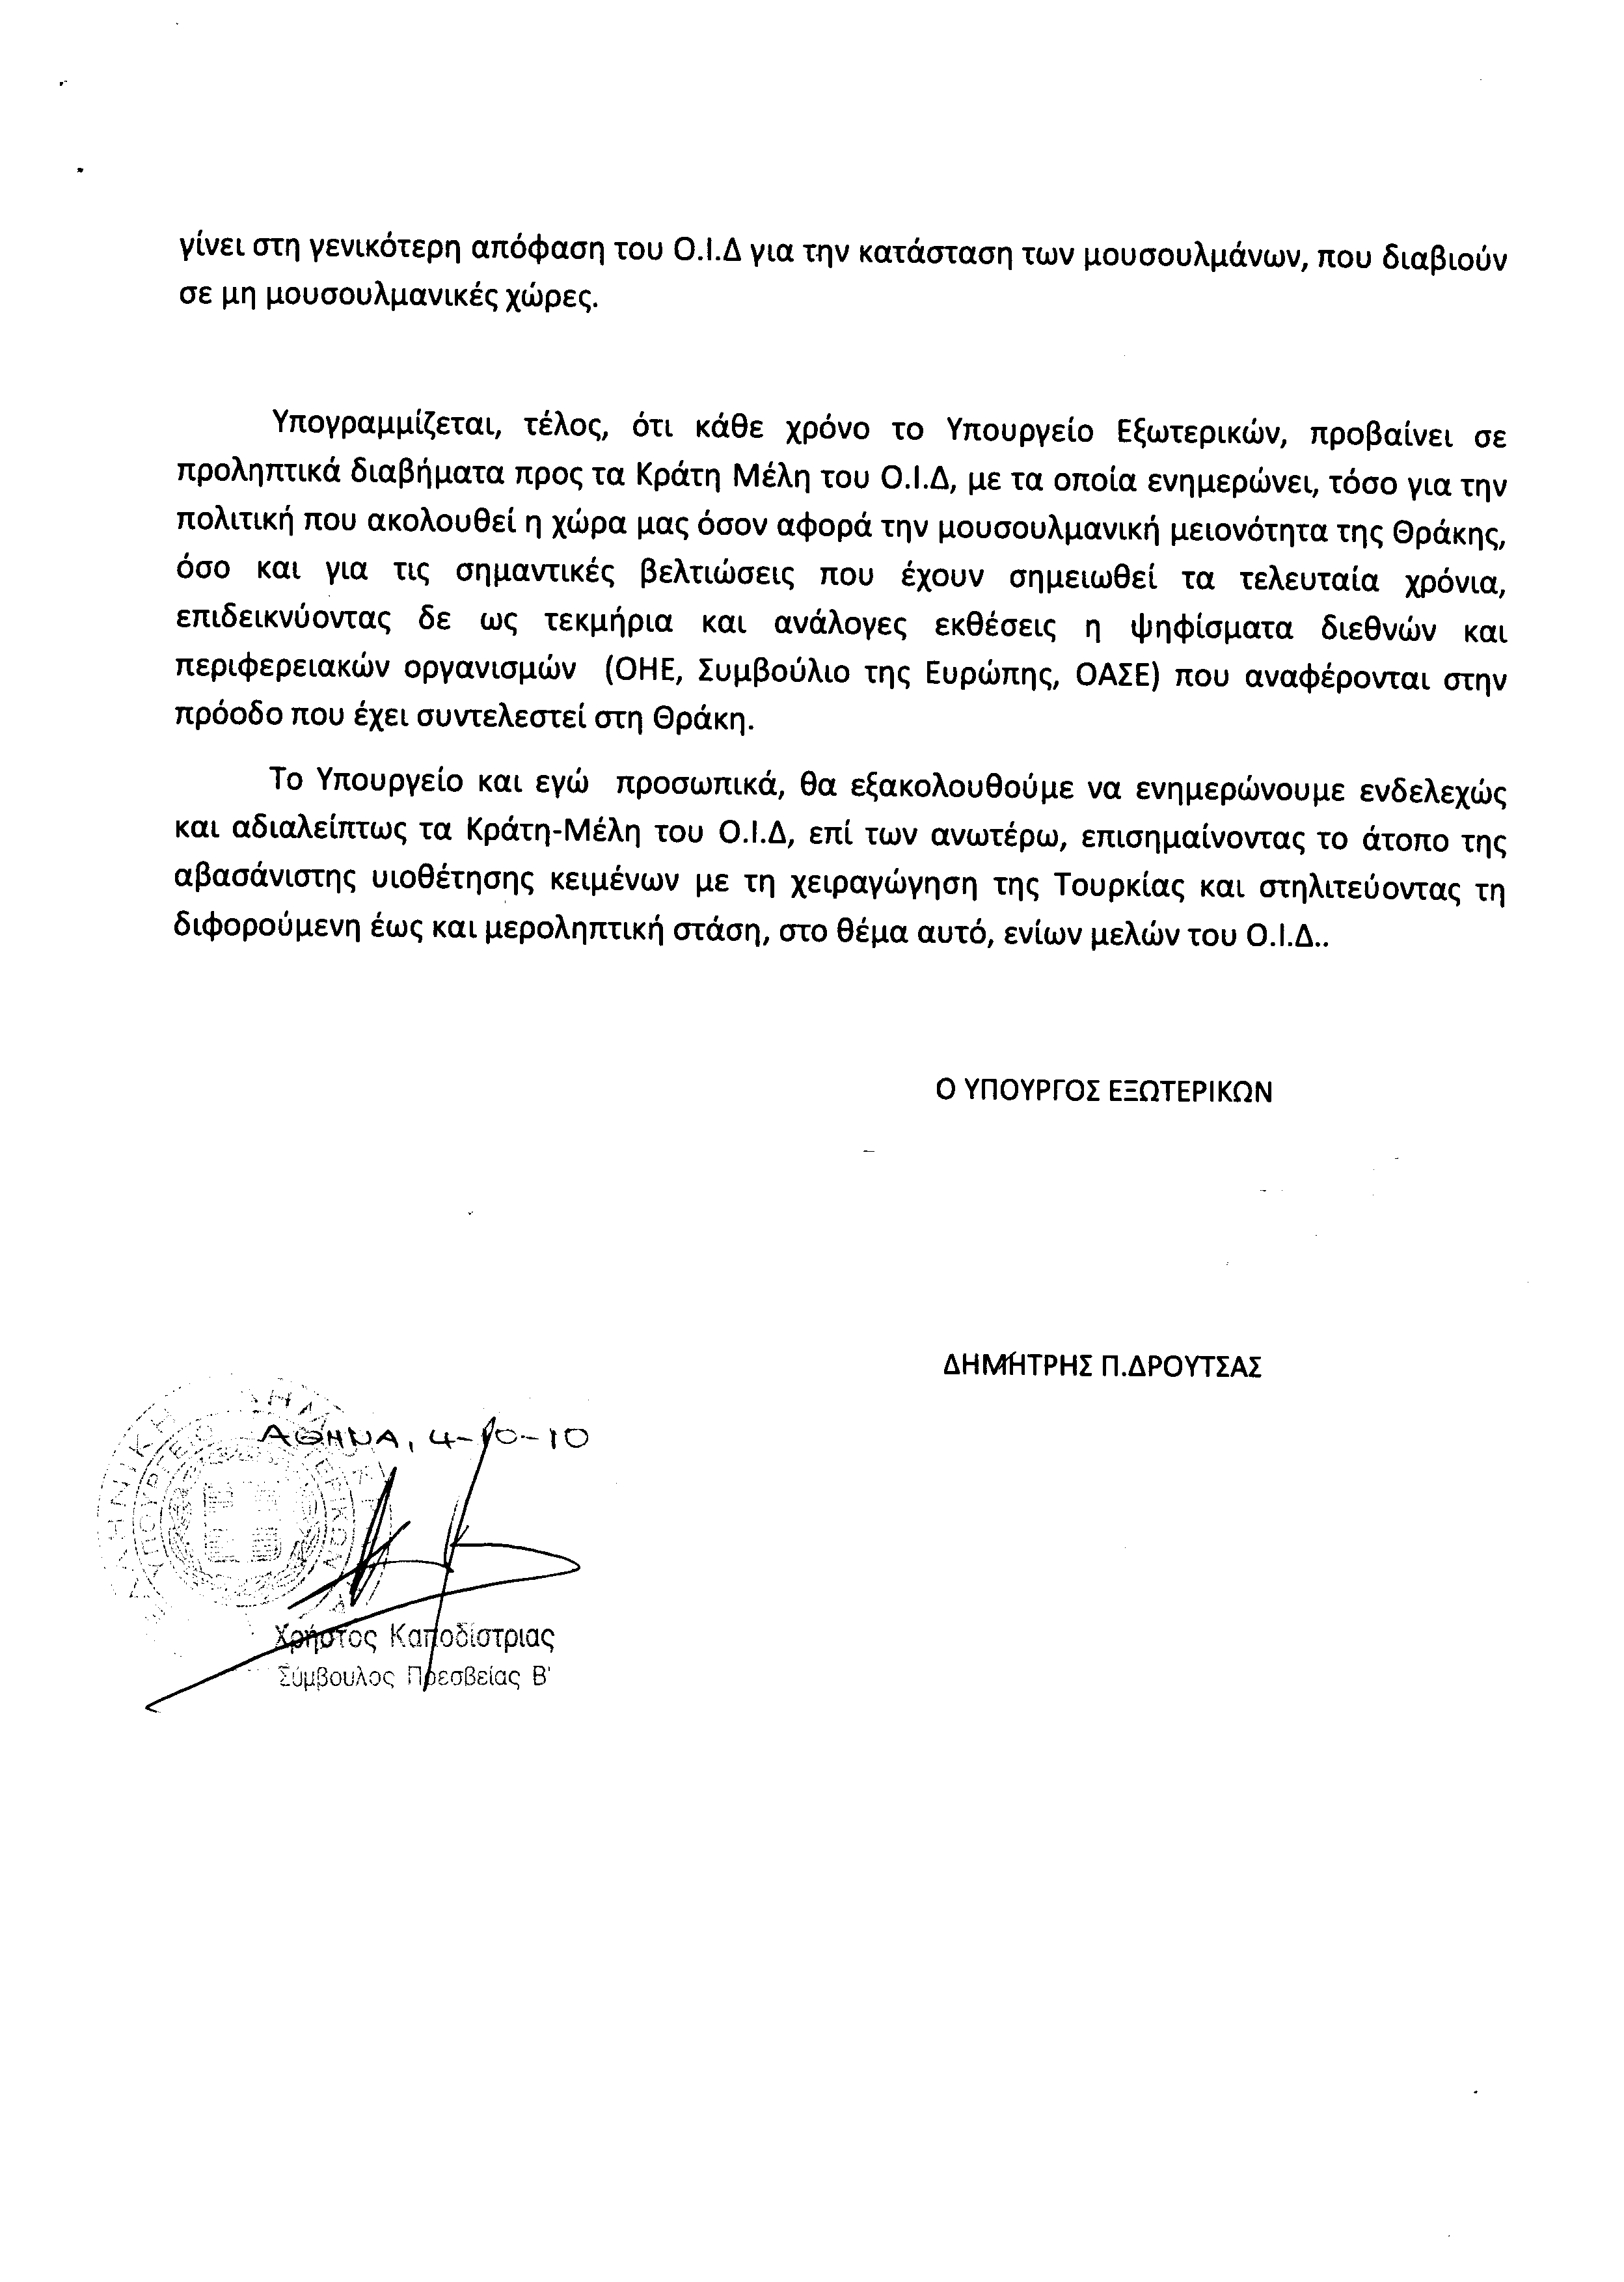 γίνει στη γενικότερη απόφαση του Ο.Ι.Δ για την κατάσταση των μουσουλμάνων, που διαβιούν
σε μη μουσουλμανικές χώρες.
Υπογραμμίζεται, τέλος, ότι κάθε χρόνο το Υπουργείο Εξωτερικών, προβαίνει σε
προληπτικά διαβήματα προς τα Κράτη Μέλη του Ο.Ι.Δ, με τα οποία ενημερώνει, τόσο για την
πολιτική που ακολουθεί η χώρα μας όσον αφορά την μουσουλμανική μειονότητα της Θράκης,
όσο και για τις σημαντικές βελτιώσεις που έχουν σημειωθεί τα τελευταία χρόνια,
επιδεικνύοντας δε ως τεκμήρια και ανάλογες εκθέσεις η ψηφίσματα διεθνών και
περιφερειακών οργανισμών (ΟΗΕ, Συμβούλιο της Ευρώπης, ΟΑΣΕ) που αναφέρονται στην
πρόοδο που έχει συντελεστεί στη Θράκη.
Το Υπουργείο και εγώ προσωπικά, θα εξακολουθούμε να ενημερώνουμε ενδελεχώς
και αδιαλείπτως τα Κράτη-Μέλη του Ο.Ι.Δ, επί των ανωτέρω, επισημαίνοντας το άτοπο της
αβασάνιστης υιοθέτησης κειμένων με τη χειραγώγηση της Τουρκίας και στηλιτεύοντας τη
διφορούμενη έως και μεροληπτική στάση, στο θέμα αυτό, ενίων μελών του Ο.Ι.Δ..
Ο ΥΠΟΥΡΓΟΣ ΕΞΩΤΕΡΙΚΩΝ
ΔΗΜΗΤΡΗΣ Π.ΔΡΟΥΤΣΑΣ
ΑΘΗΝΑ, 4-10-10
Χρήστος Καποδίστριας
Σύμβουλος Πρεσβείας Β'